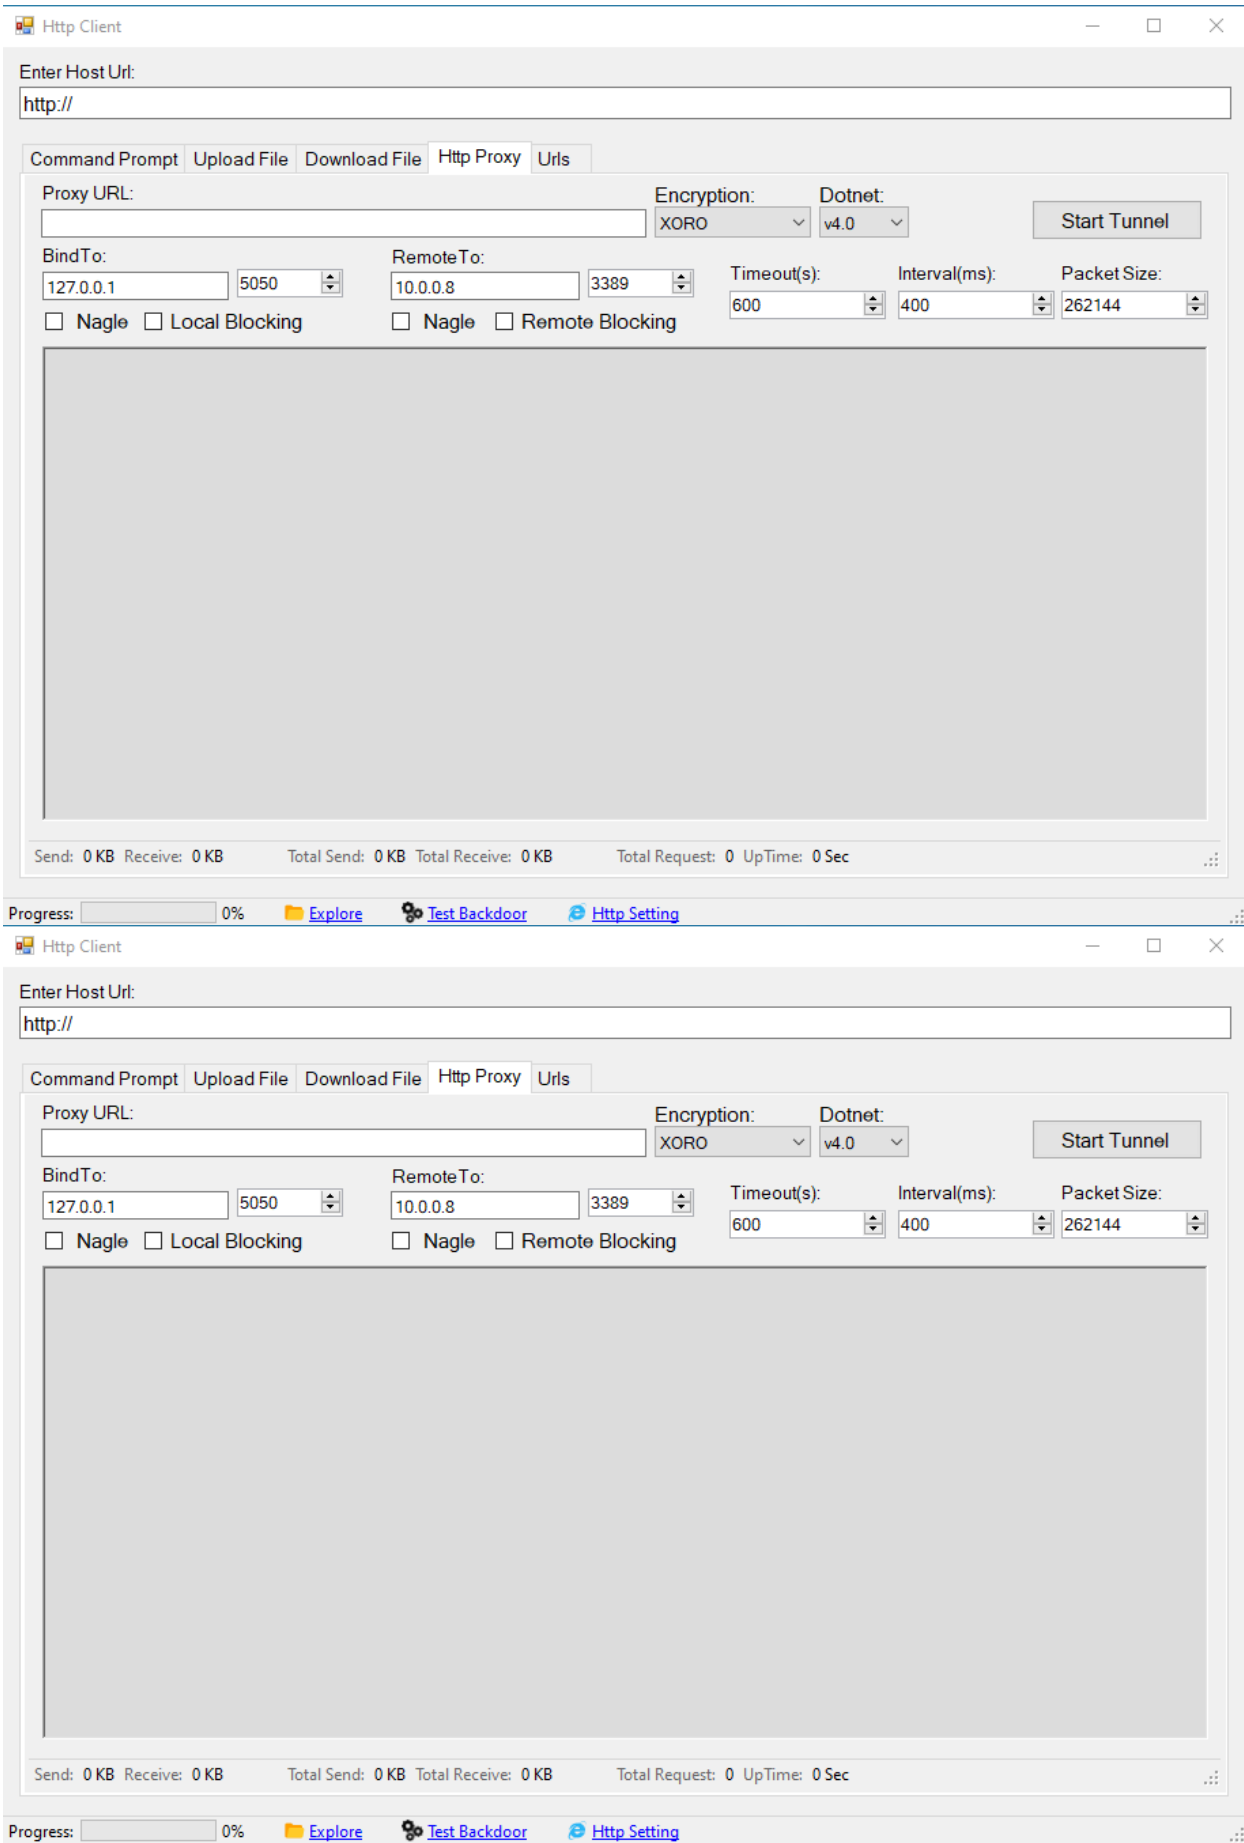 Http Client
Enter Host Url:
http://
Command Prompt Upload File Download File Http Proxy Urls
Proxy URL: Encryption: Dotnet:
XORO v4.0 Start Tunnel
BindTo: RemoteTo:
Timeout(s): Interval(ms): Packet Size:
127.0.0.1 5050 10.0.0.8 3389
600 400 262144
Nagle Local Blocking Nagle Remote Blocking
Send: 0 KB Receive: 0 KB Total Send: 0 KB Total Receive: 0 KB Total Request: 0 UpTime: 0 Sec
Progress: 0% Explore Test Backdoor Http Setting
Http Client
Enter Host Url:
http://
Command Prompt Upload File Download File Http Proxy Urls
Proxy URL: Encryption: Dotnet:
XORO v4.0 Start Tunnel
BindTo: RemoteTo:
Timeout(s): Interval(ms): Packet Size:
127.0.0.1 5050 10.0.0.8 3389
600 400 262144
Nagle Local Blocking Nagle Remote Blocking
Send: 0 KB Receive: 0 KB Total Send: 0 KB Total Receive: 0 KB Total Request: 0 UpTime: 0 Sec
Progress: 0% Explore Test Backdoor Http Setting